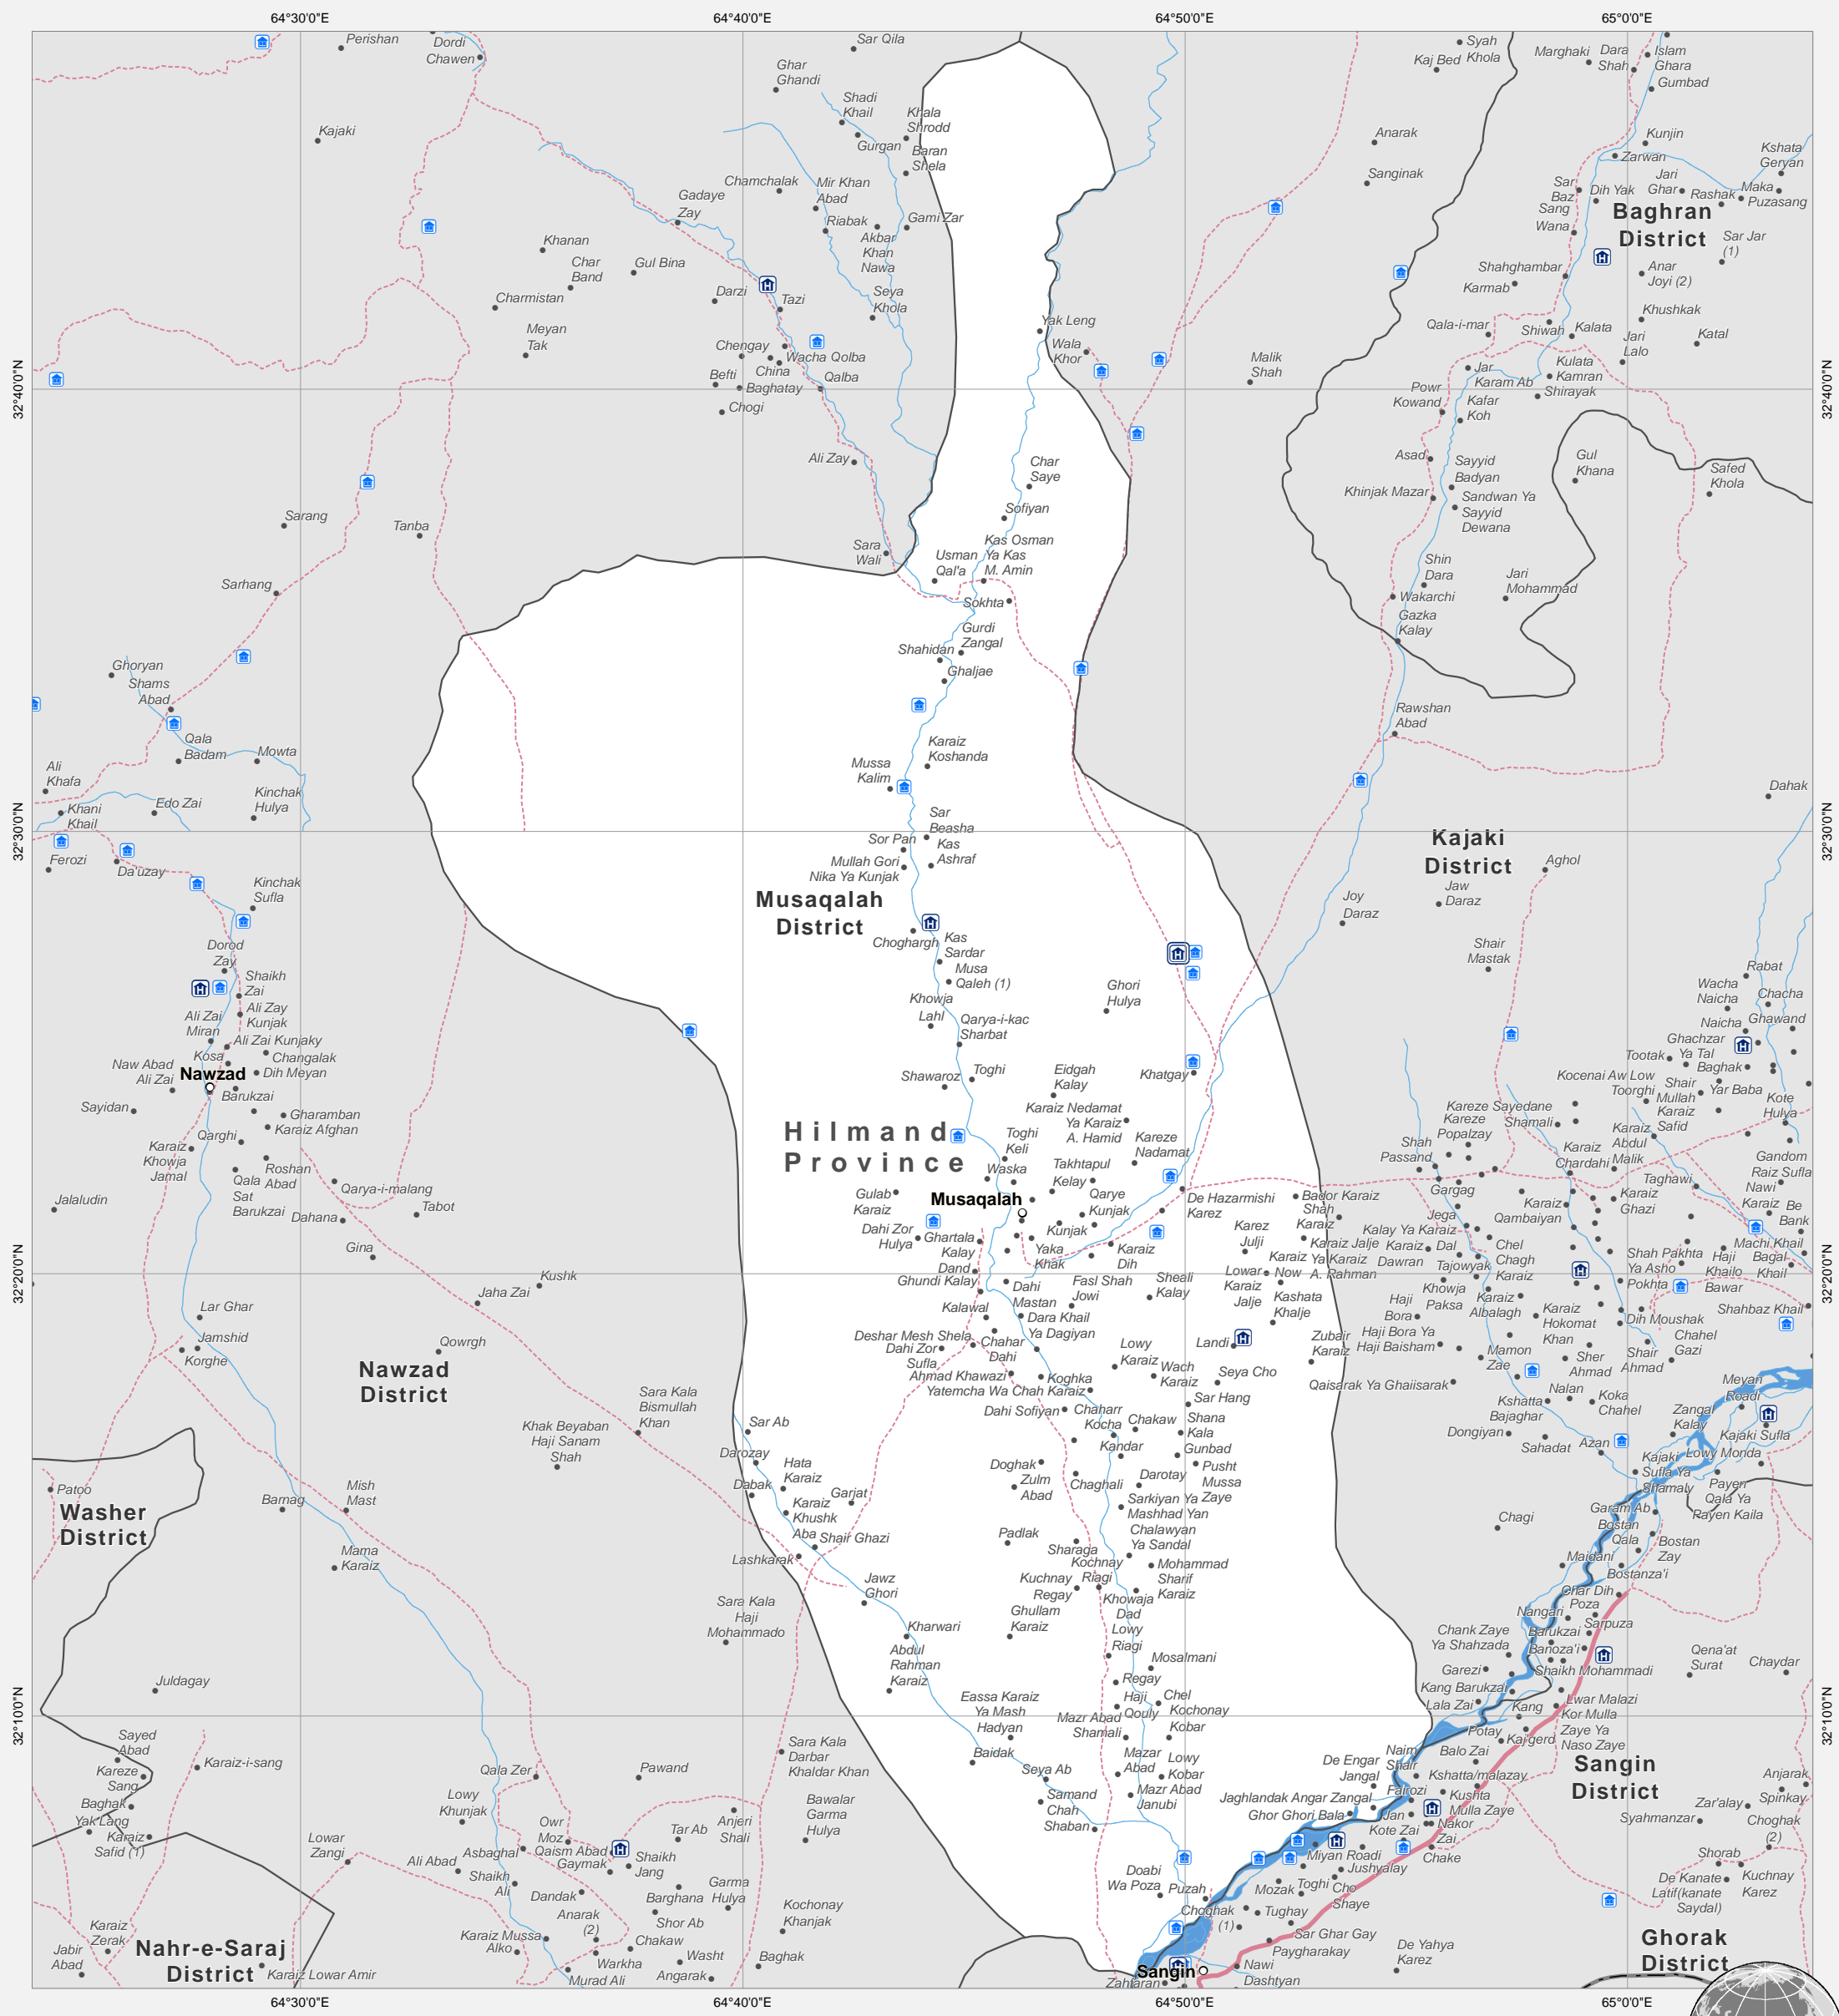 64°30'0"E
64°40'0"E
64°50'0"E
65°0'0"E
Perishan
Dordi
Chawen
Sar Qila
Ghar
Ghandi
Shadi
Khail
Khala
Shrodd
Gurgan
Baran
Shela
Kajaki
Syah
Khola
Kaj Bed
Marghaki
Dara
Shah
Islam
Ghara
Gumbad
Anarak
Sanginak
Kunjin
Zarwan
Kshata
Geryan
Jari
Ghar
Rashak
Maka
Puzasang
Sar
Baz
Dih Yak
Sang
Wana
Baghran
District
Sar Jar
(1)
Shahghambar
Karmab
Anar
Joyi (2)
Khushkak
Qala-i-mar
Shiwah
Kalata
Jari
Lalo
Katal
Chamchalak
Mir Khan
Abad
Gadaye
Zay
Riabak
Gami Zar
Akbar
Khan
Nawa
Khanan
Char
Band
Gul Bina
Charmistan
Darzi
Tazi
Seya
Khola
Meyan
Tak
Chengay
Wacha Qolba
China
Befti
Baghatay
Qalba
Chogi
Ali Zay
Yak Leng
Wala
Khor
Malik
Shah
Jar
Karam Ab
Kulata
Kamran
Shirayak
Powr
Kowand
Kafar
Koh
32°40'0"N
32°40'0"N
Asad
Sayyid
Badyan
Khinjak Mazar
Sandwan Ya
Sayyid
Dewana
Gul
Khana
Safed
Khola
Char
Saye
Sofiyan
Sarang
Tanba
Sara
Wali
Usman
Qal'a
Kas Osman
Ya Kas
M. Amin
Sarhang
Sokhta
Shin
Dara
Wakarchi
Jari
Mohammad
Gazka
Kalay
Gurdi
Zangal
Shahidan
Ghaljae
Ghoryan
Shams
Abad
Qala
Badam
Mowta
Rawshan
Abad
Karaiz
Koshanda
Mussa
Kalim
Ali
Khafa
Khani
Khail
Edo Zai
Kinchak
Hulya
Dahak
32°30'0"N
32°30'0"N
Sar
Beasha
Sor Pan
Kas
Ashraf
Mullah Gori
Nika Ya Kunjak
Ferozi
Da'uzay
Kinchak
Sufla
Kajaki
District
Aghol
Jaw
Daraz
Joy
Daraz
Musaqalah
District
Choghargh
Kas
Sardar
Musa
Qaleh (1)
Shair
Mastak
Dorod
Zay
Shaikh
Zai
Ali Zay
Kunjak
Ali Zai
Miran
Ali Zai Kunjaky
Kosa
Changalak
Dih Meyan
Naw Abad
Ali Zai
Nawzad
Barukzai
Sayidan
Gharamban
Karaiz Afghan
Qarghi
Karaiz
Khowja
Jamal
Roshan
Abad
Qala
Sat
Barukzai
Qarya-i-malang
Jalaludin
Dahana
Tabot
Gina
Khowja
Lahl
Qarya-i-kac
Sharbat
Ghori
Hulya
Rabat
Wacha
Naicha
Chacha
Naicha
Ghawand
Ghachzar
Tootak
Ya Tal
Baghak
Khatgay
Shawaroz
Toghi
Eidgah
Kalay
Karaiz Nedamat
Ya Karaiz
A. Hamid
Kocenai Aw Low
Toorghi
Shair
Mullah
Karaiz
Safid
Yar Baba
Kote
Hulya
Kareze Sayedane
Shamali
Kareze
Popalzay
Karaiz
Abdul
Malik
Shah
Passand
Karaiz
Chardahi
Gandom
Raiz Sufla
Nawi
Karaiz
Taghawi
Hilmand
Province
Toghi
Keli
Waska
Kareze
Nadamat
Takhtapul
Kelay
Gulab
Karaiz
Musaqalah
Qarye
Kunjak
De Hazarmishi
Karez
Bador Karaiz
Shah
Karaiz
Gargag
Jega
Karaiz
Qambaiyan
Karaiz
Ghazi
Be
Bank
Dahi Zor
Hulya
Ghartala
Kalay
Kunjak
Yaka
Khak
Karaiz
Dih
Karez
Julji
Karaiz Jalje
Karaiz
Ya Karaiz
A. Rahman
Kalay Ya Karaiz
Karaiz
Dal
Dawran
Chel
Chagh
Karaiz
Tajowyak
Shah Pakhta
Ya Asho
Pokhta
Haji
Khailo
Bawar
Machi Khail
Bagal
Khail
32°20'0"N
32°20'0"N
Dand
Ghundi Kalay
Kalawal
Dahi
Mastan
Dara Khail
Ya Dagiyan
Fasl Shah
Jowi
Sheali
Kalay
Lowar
Karaiz
Jalje
Now
Kashata
Khalje
Khowja
Paksa
Karaiz
Albalagh
Haji
Bora
Haji Bora Ya
Haji Baisham
Karaiz
Hokomat
Khan
Dih Moushak
Shahbaz Khail
Chahel
Gazi
Shair
Ahmad
Sher
Ahmad
Mamon
Zae
Kushk
Jaha Zai
Lar Ghar
Jamshid
Korghe
Qowrgh
Nawzad
District
Deshar Mesh Shela
Dahi Zor
Sufla
Chahar
Dahi
Ahmad Khawazi
Yatemcha Wa Chah Karaiz
Koghka
Lowy
Karaiz
Wach
Karaiz
Landi
Seya Cho
Zubair
Karaiz
Qaisarak Ya Ghaiisarak
Sar Hang
Dahi Sofiyan
Chaharr
Kocha
Chakaw
Shana
Kala
Kandar
Gunbad
Pusht
Mussa
Zaye
Kshatta
Bajaghar
Nalan
Koka
Chahel
Dongiyan
Sahadat
Azan
Meyan
Roadi
Zangal
Kalay
Kajaki Sufla
Lowy Monda
Kajaki
Sufla Ya
Shamaly
Payen
Qala Ya
Rayen Kaila
Sara Kala
Bismullah
Khan
Khak Beyaban
Haji Sanam
Shah
Sar Ab
Darozay
Dabak
Hata
Karaiz
Karaiz
Khushk
Aba
Garjat
Shair Ghazi
Lashkarak
Doghak
Zulm
Abad
Chaghali
Darotay
Sarkiyan Ya
Mashhad Yan
Chalawyan
Ya Sandal
Padlak
Sharaga
Kochnay
Riagi
Mohammad
Sharif
Karaiz
Patoo
Washer
District
Barnag
Mish
Mast
Mama
Karaiz
Chagi
Garam Ab
Bostan
Qala
Bostan
Zay
Maidani
Bostanza'i
Char Dih
Nangari
Poza
Sarpuza
Chank Zaye
Ya Shahzada
Barukzai
Banoza'i
Garezi
Shaikh Mohammadi
Qena'at
Surat
Chaydar
Jawz
Ghori
Kuchnay
Regay
Ghullam
Karaiz
Khowaja
Dad
Lowy
Riagi
Sara Kala
Haji
Mohammado
Kharwari
Abdul
Rahman
Karaiz
Mosalmani
Regay
Juldagay
Kang Barukzai
Lala Zai
Kang
Lwar Malazi
Kor Mulla
Zaye Ya
Naso Zaye
32°10'0"N
32°10'0"N
Eassa Karaiz
Ya Mash
Hadyan
Haji
Qouly
Chel
Kochonay
Mazr Abad
Shamali
Kobar
Sayed
Abad
Kareze
Sang
Karaiz-i-sang
Sara Kala
Darbar
Khaldar Khan
Baidak
Seya Ab
Mazar
Abad
Lowy
Kobar
Mazr Abad
Janubi
Potay
Kajgerd
Balo Zai
Naim
Shair
De Engar
Jangal
Kshatta/malazay
Sangin
District
Anjarak
Spinkay
Baghak
Yak Lang
Karaiz
Safid (1)
Qala Zer
Pawand
Lowy
Khunjak
Bawalar
Garma
Hulya
Samand
Chah
Shaban
Jaghlandak Angar Zangal
Ghor Ghori Bala
Falrozi
Jan
Kushta
Mulla Zaye
Nakor
Zai
Kote Zai
Chake
Zar'alay
Syahmanzar
Choghak
(2)
Owr
Moz
Anjeri
Shali
Tar Ab
Asbaghal
Qaism Abad
Gaymak
Shaikh
Jang
Lowar
Zangi
Ali Abad
Shaikh
Ali
Miyan Roadi
Jushyalay
Shorab
Kuchnay
Karez
De Kanate
Latif(kanate
Saydal)
Doabi
Wa Poza
Puzah
Mozak
Toghi
Cho
Shaye
Dandak
Barghana
Garma
Hulya
Anarak
(2)
Shor Ab
Kochonay
Khanjak
Choghak
(1)
Tughay
Sar Ghar Gay
Paygharakay
De Yahya
Karez
Ghorak
District
Karaiz
Zerak
Jabir
Abad
Nahr-e-Saraj
District
Karaiz Lowar Amir
Karaiz Mussa
Alko
Chakaw
Warkha
Washt
Murad Ali
Angarak
Baghak
Sangin
Zahtaran
Nawi
Dashtyan
64°30'0"E
64°40'0"E
64°50'0"E
65°0'0"E